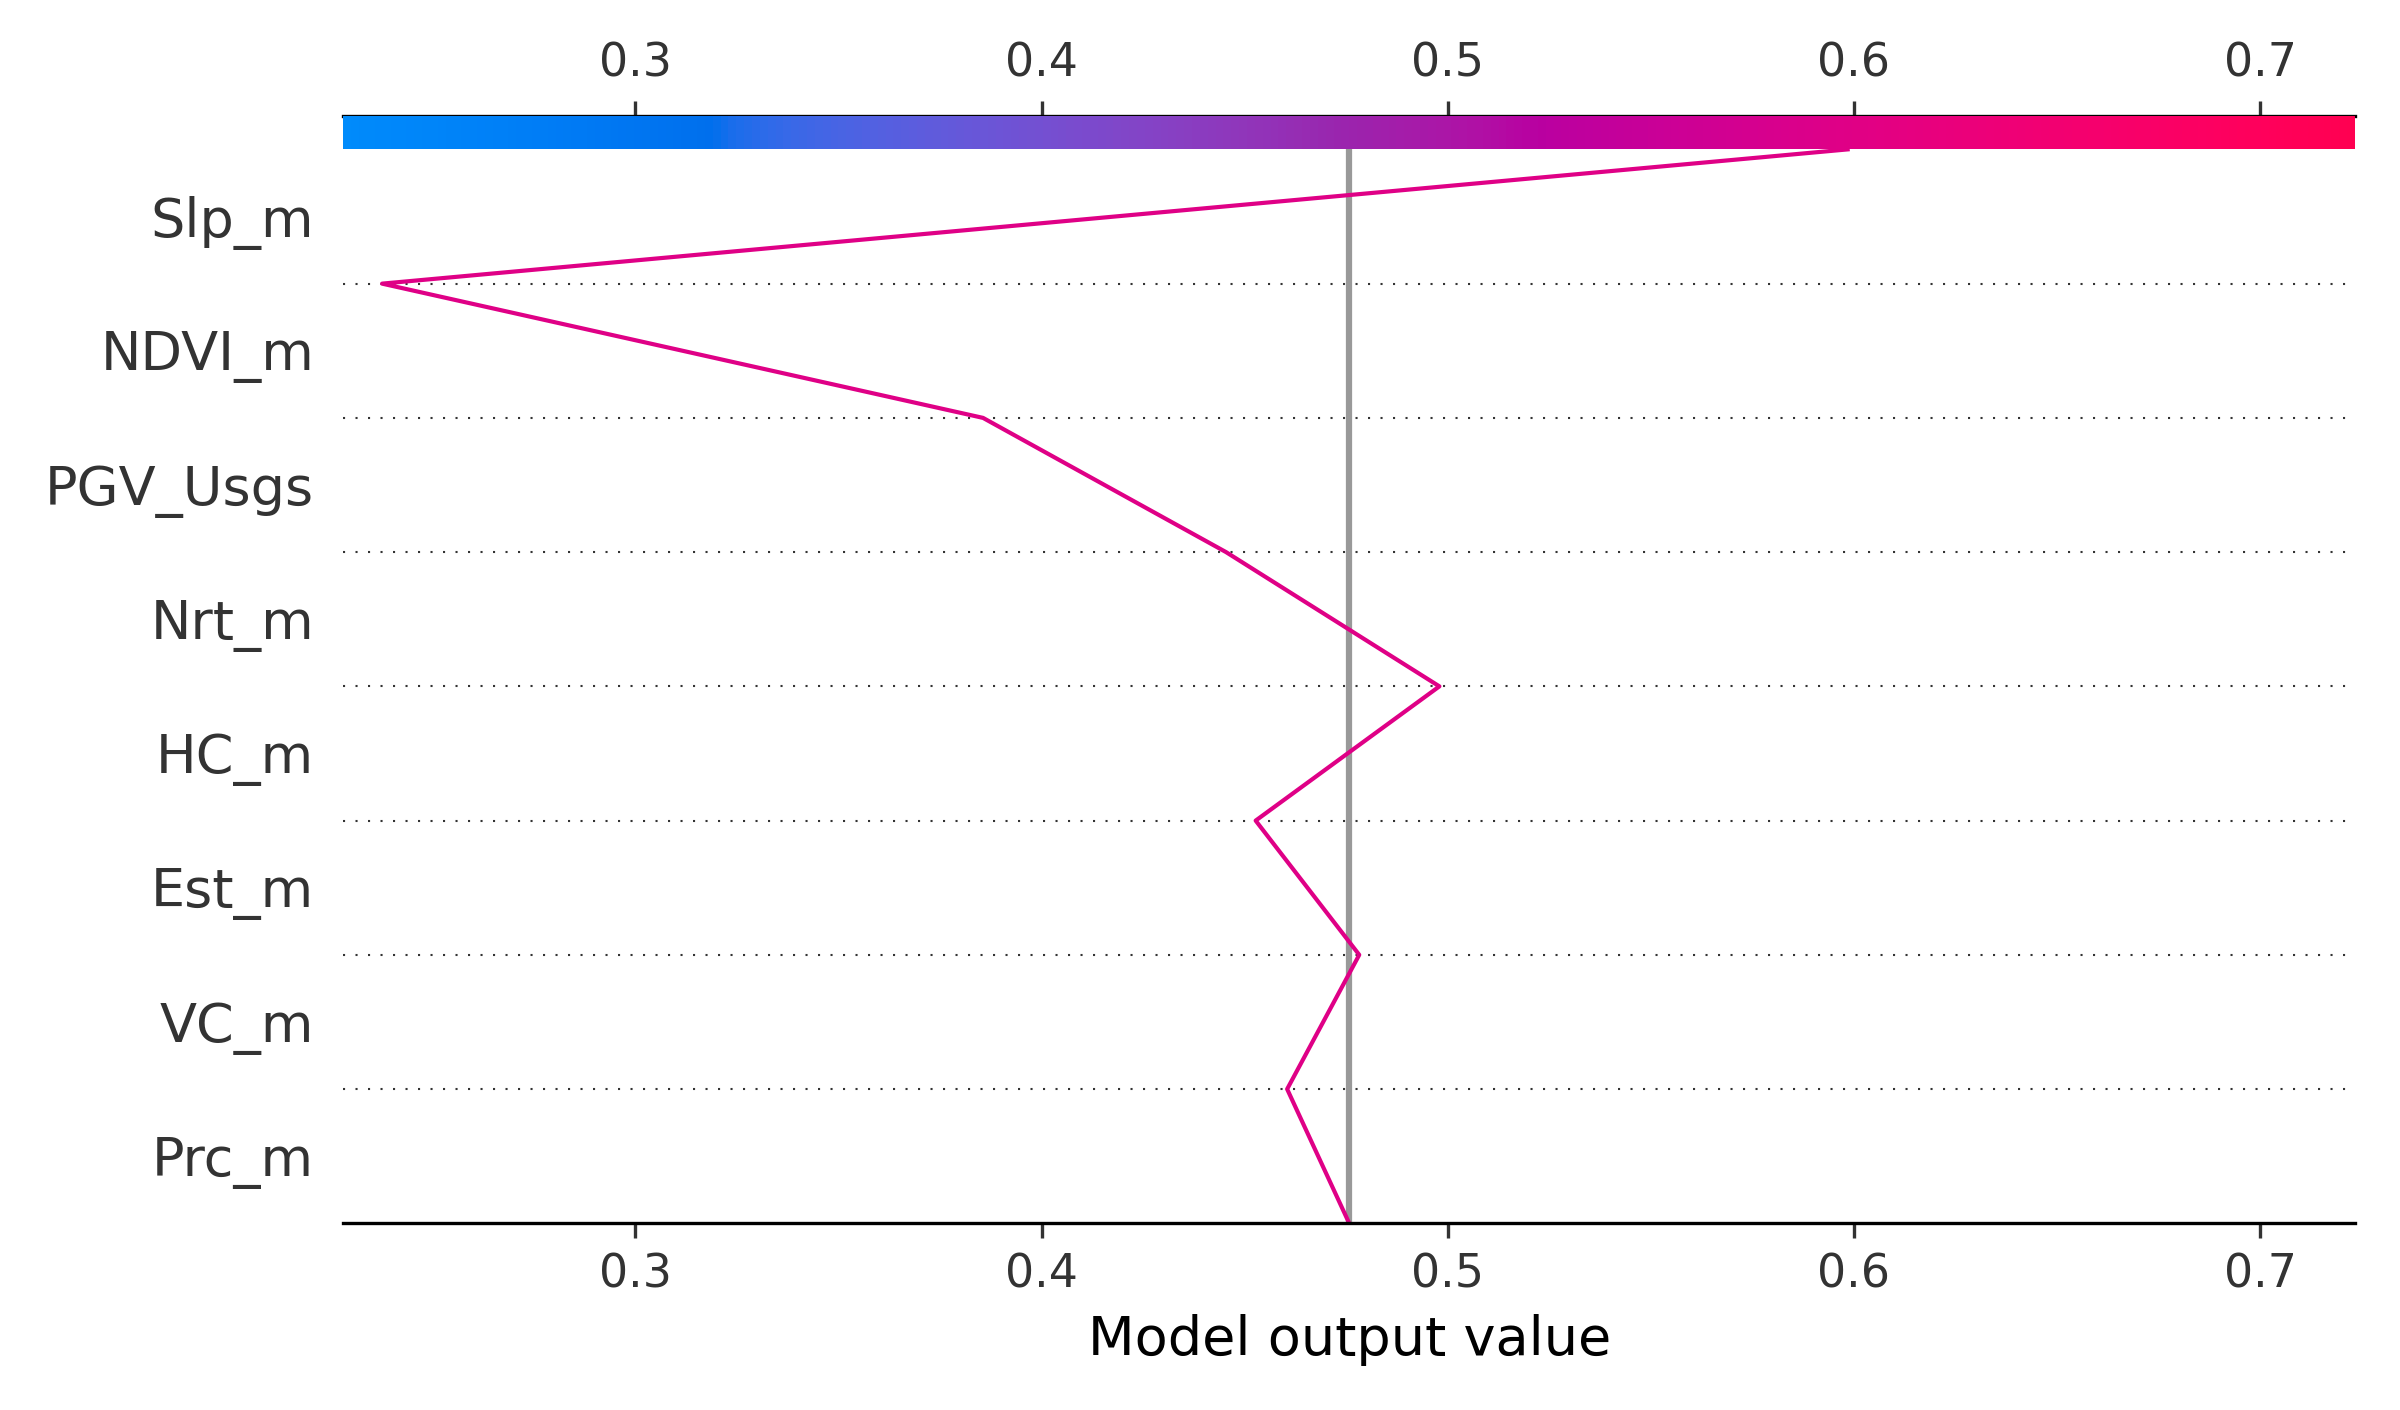 0.3 0.4 0.5 0.6 0.7
Slp_m
NDVI_m
PGV_Usgs
Nrt_m
HC_m
Est_m
VC_m
Prc_m
0.3 0.4 0.5 0.6 0.7
Model output value